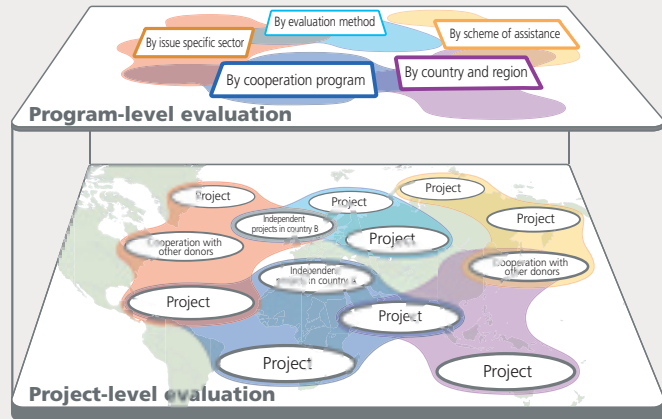 By evaluation method
By issue specific sector
By scheme of assistance
By cooperation program
By country and region
Program-level evaluation
Project
Project
Project
Independent
projects in country B
Project
Project
Cooperation with
other donors
Cooperation with
other donors
Independent
projects in country A
Project
Project
Project
Project
Project-level evaluation